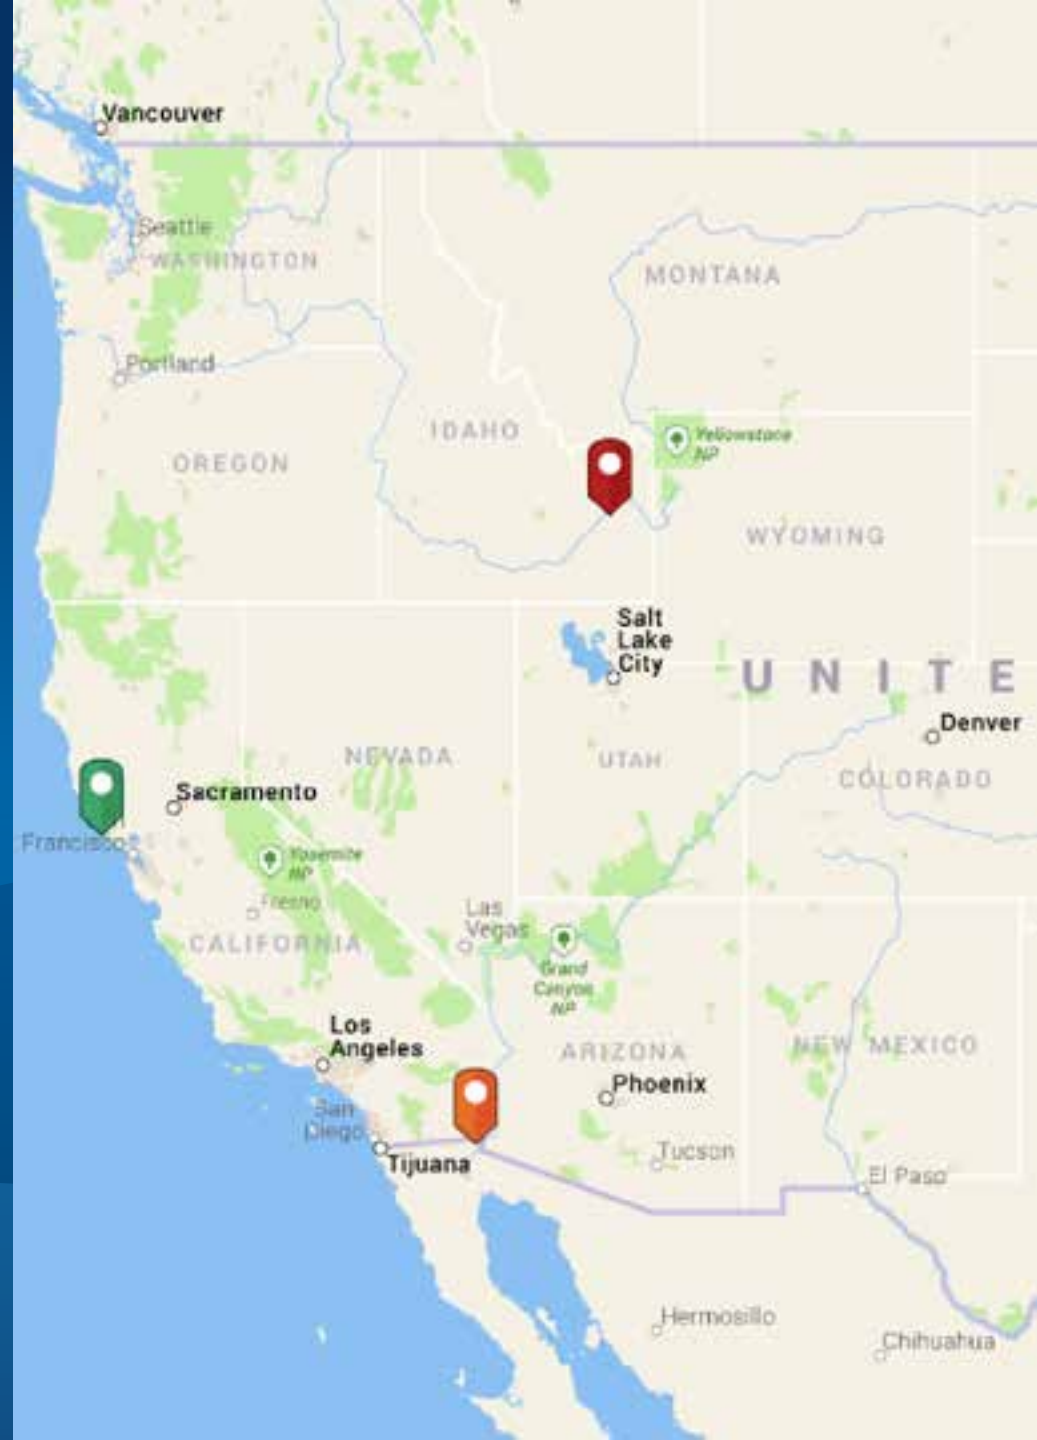 Vancouver
Seattle
WASHINGTON
MONTANA
Portland
IDAHO
Yellowstone
NP
OREGON
WYOMING
Salt
Lake
City
UNITE
Denver
NEVADA
UTAH
COLORADO
Sacramento
Francisco
Yosemite
NP
Fresno
Las
Vegas
CALIFORNIA
Grand
Canyon
NP
Los
Angeles
ARIZONA
NEW MEXICO
Phoenix
San
Diego
Tijuana
Tucson
El Paso
Hermosillo
Chihuahua